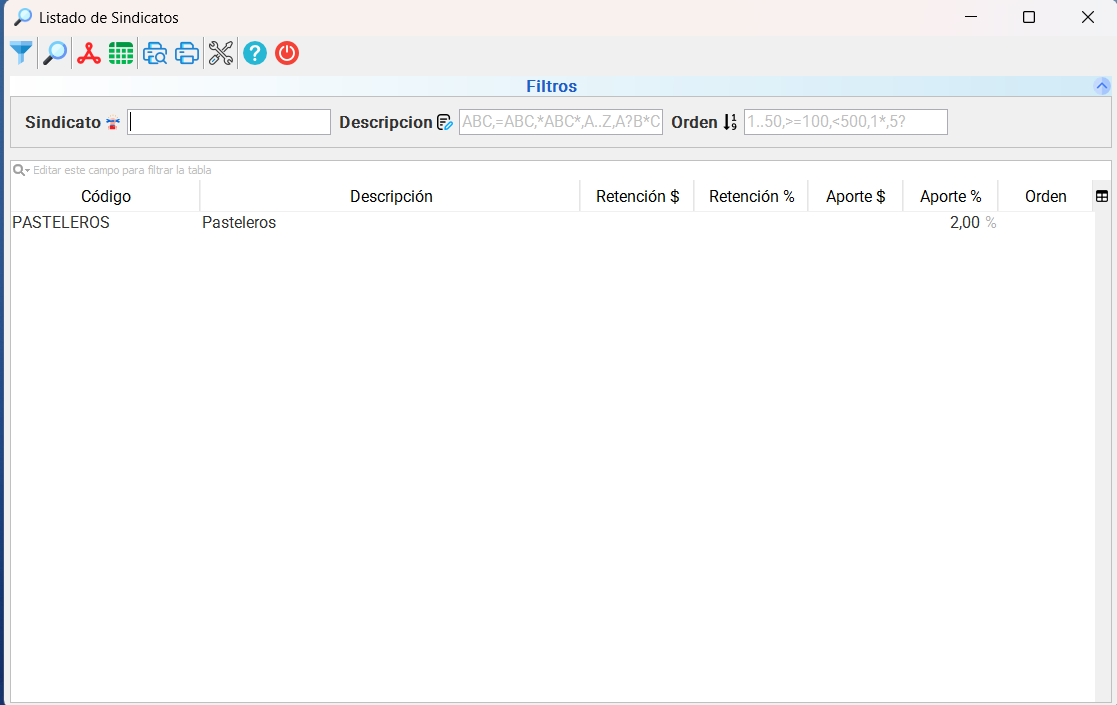 Listado de Sindicatos
Filtros
Sindicato Descripcion ABC,=ABC,*ABC*,A..Z,A?B*C Orden 1..50,>=100,<500,1*,5?
Editar este campo para filtrar la tabla
Código Descripción Retención $ Retención % Aporte $ Aporte % Orden
PASTELEROS Pasteleros 2,00 %